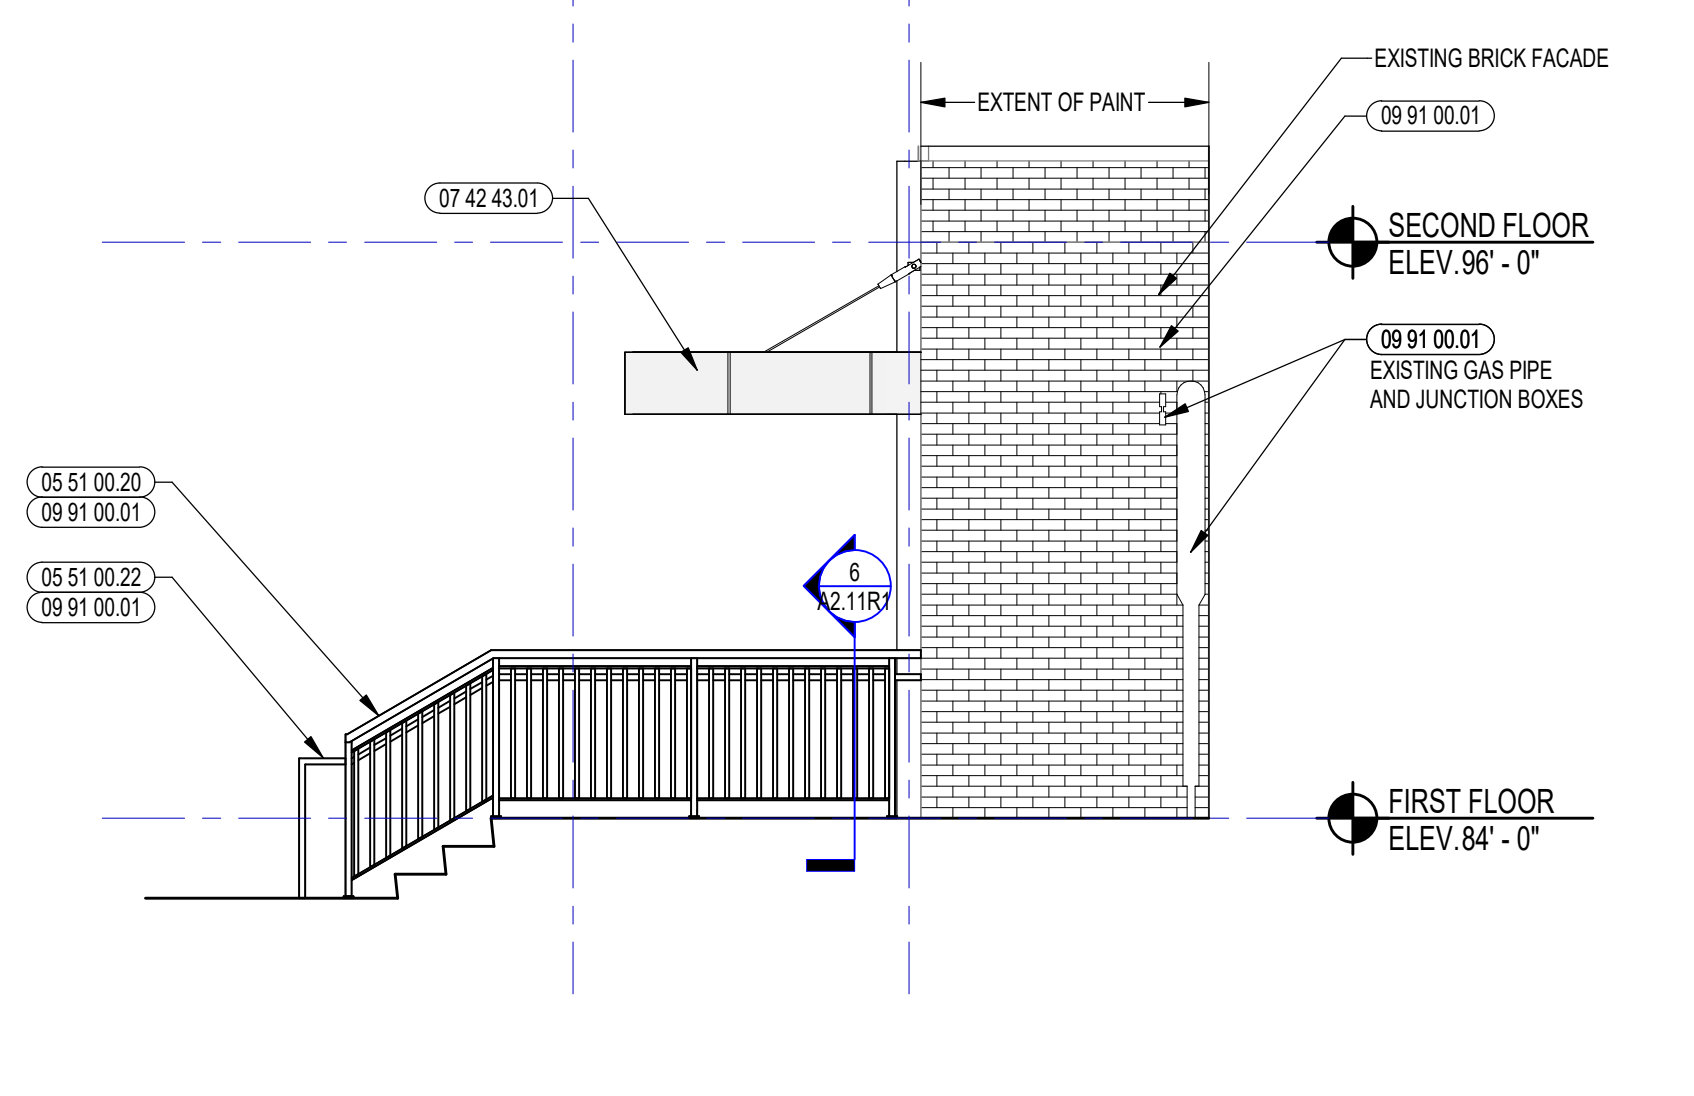 EXISTING BRICK FACADE
EXTENT OF PAINT
09 91 00.01
07 42 43.01
SECOND FLOOR
ELEV.96' - 0"
09 91 00.01
EXISTING GAS PIPE
AND JUNCTION BOXES
05 51 00.20
09 91 00.01
05 51 00.22
09 91 00.01
6
A2.11R1
FIRST FLOOR
ELEV.84' - 0"